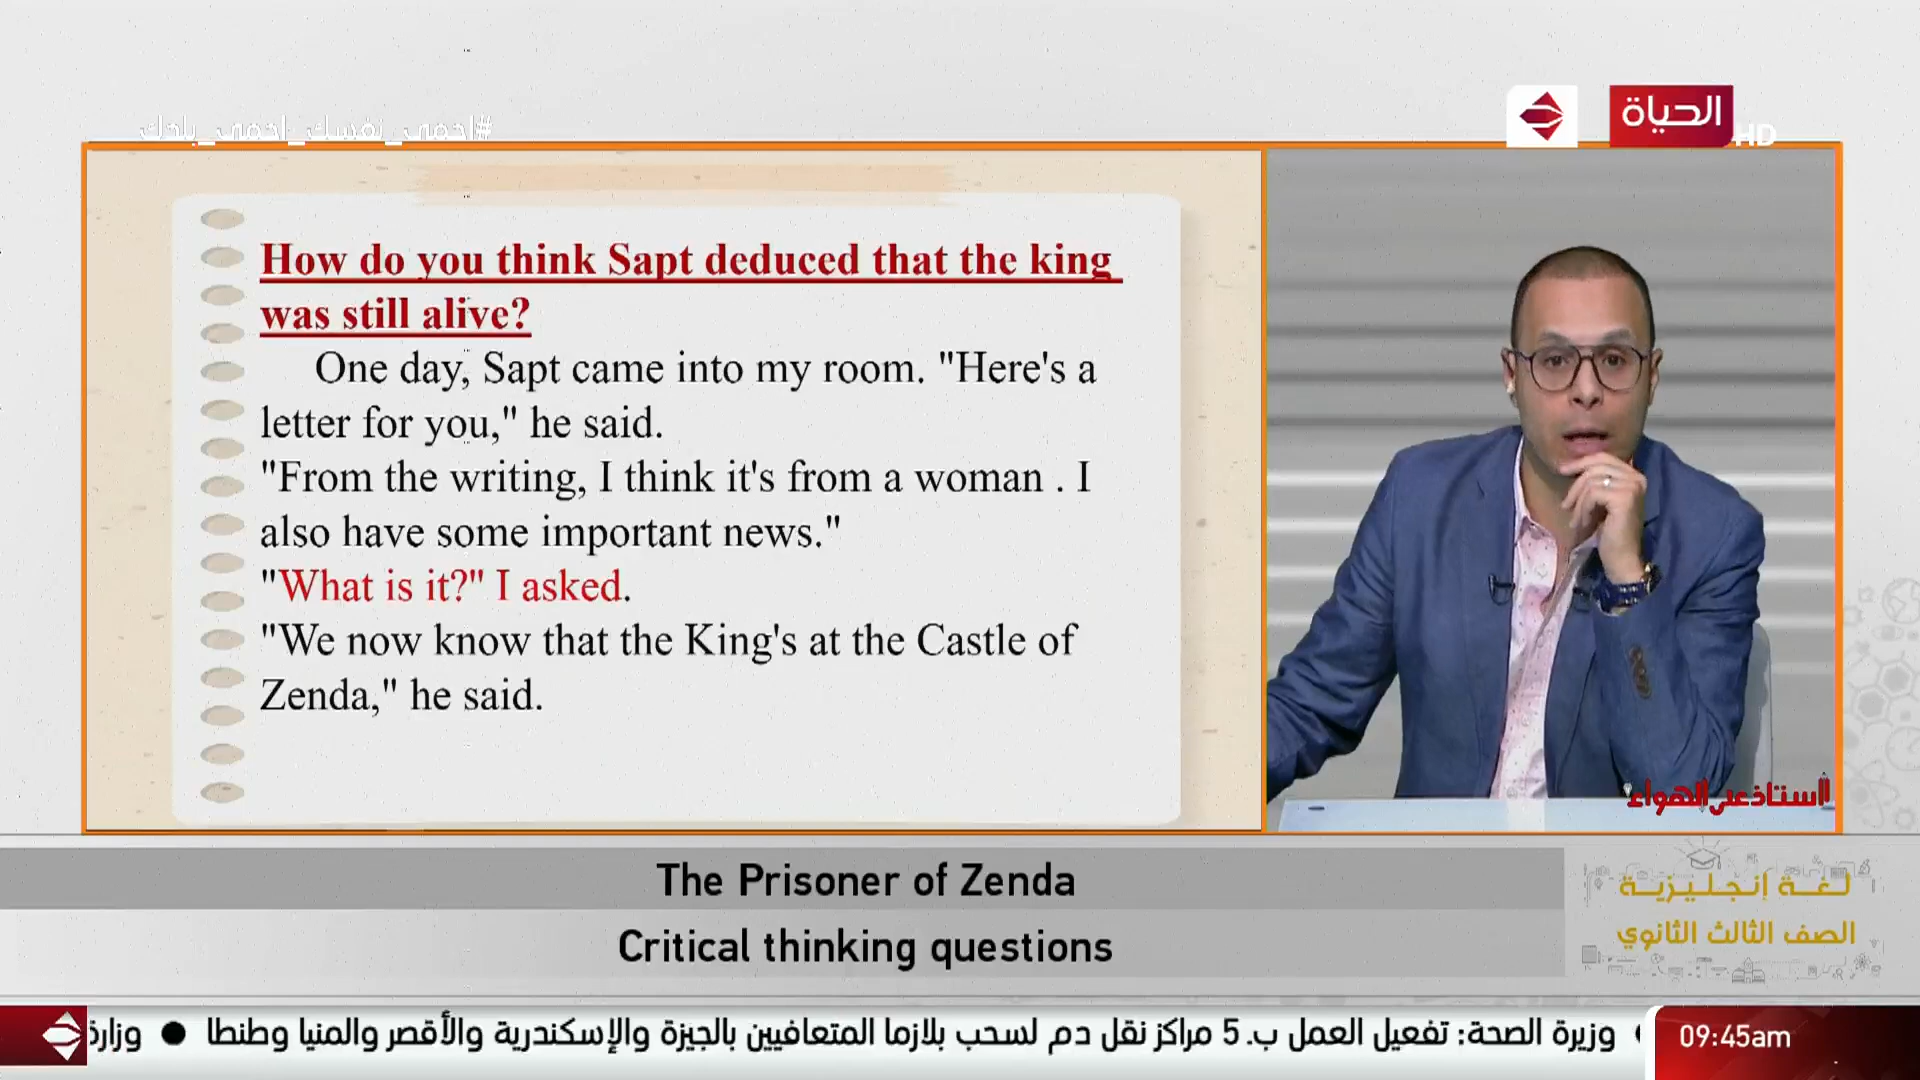 #احمي_نفسك_احمي_بلدك
الحياة
HD
How do you think Sapt deduced that the king
was still alive?
One day, Sapt came into my room. "Here's a
letter for you," he said.
"From the writing, I think it's from a woman . I
also have some important news."
"What is it?" I asked.
"We now know that the King's at the Castle of
Zenda," he said.
أستاذ على الهواء
The Prisoner of Zenda
Critical thinking questions
لغة إنجليزية
الصف الثالث الثانوي
وزيرة الصحة: تفعيل العمل ب. 5 مراكز نقل دم لسحب بلازما المتعافيين بالجيزة والإسكندرية والأقصر والمنيا وطنطا ● وزارة
09:45am